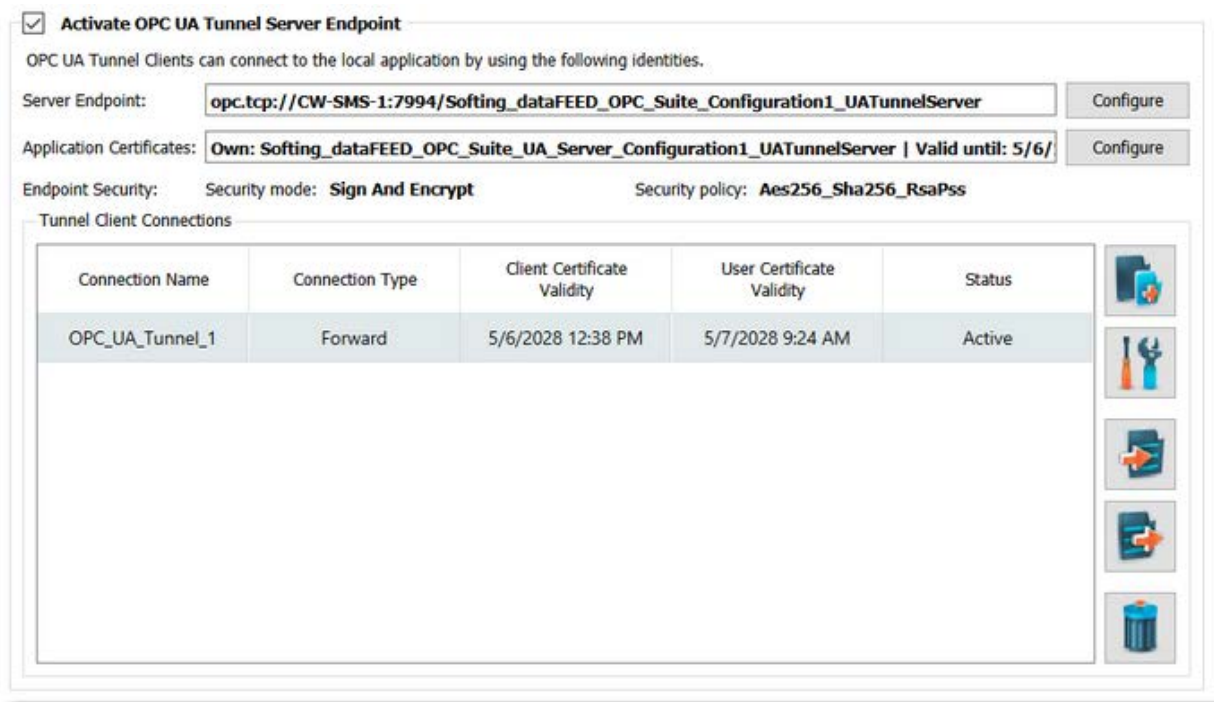 Activate OPC UA Tunnel Server Endpoint
OPC UA Tunnel Clients can connect to the local application by using the following identities.
Server Endpoint: opc.tcp://CW-SMS-1:7994/Softing_dataFEED_OPC_Suite_Configuration1_UATunnelServer Configure
Application Certificates: Own: Softing_dataFEED_OPC_Suite_UA_Server_Configuration1_UATunnelServer | Valid until: 5/6/ Configure
Endpoint Security: Security mode: Sign And Encrypt Security policy: Aes256_Sha256_RsaPss
Tunnel Client Connections
Connection Name Connection Type Client Certificate Validity User Certificate Validity Status
OPC_UA_Tunnel_1 Forward 5/6/2028 12:38 PM 5/7/2028 9:24 AM Active